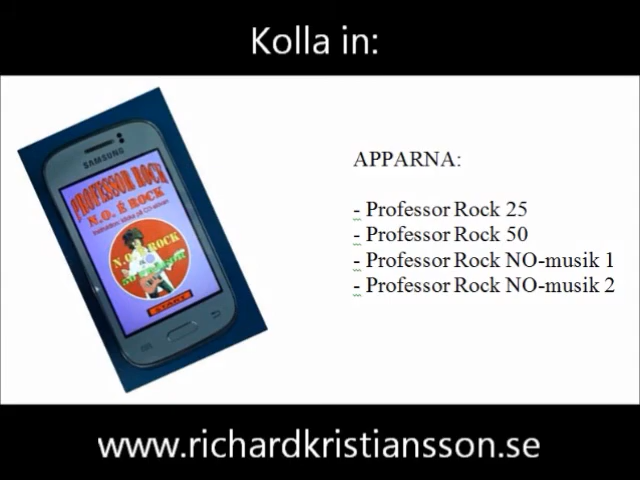 Kolla in:
SAMSUNG
PROFESSOR ROCK
N.O. É ROCK
N.O. É ROCK
START
APPARNA:
- Professor Rock 25
- Professor Rock 50
- Professor Rock NO-musik 1
- Professor Rock NO-musik 2
www.richardkristiansson.se